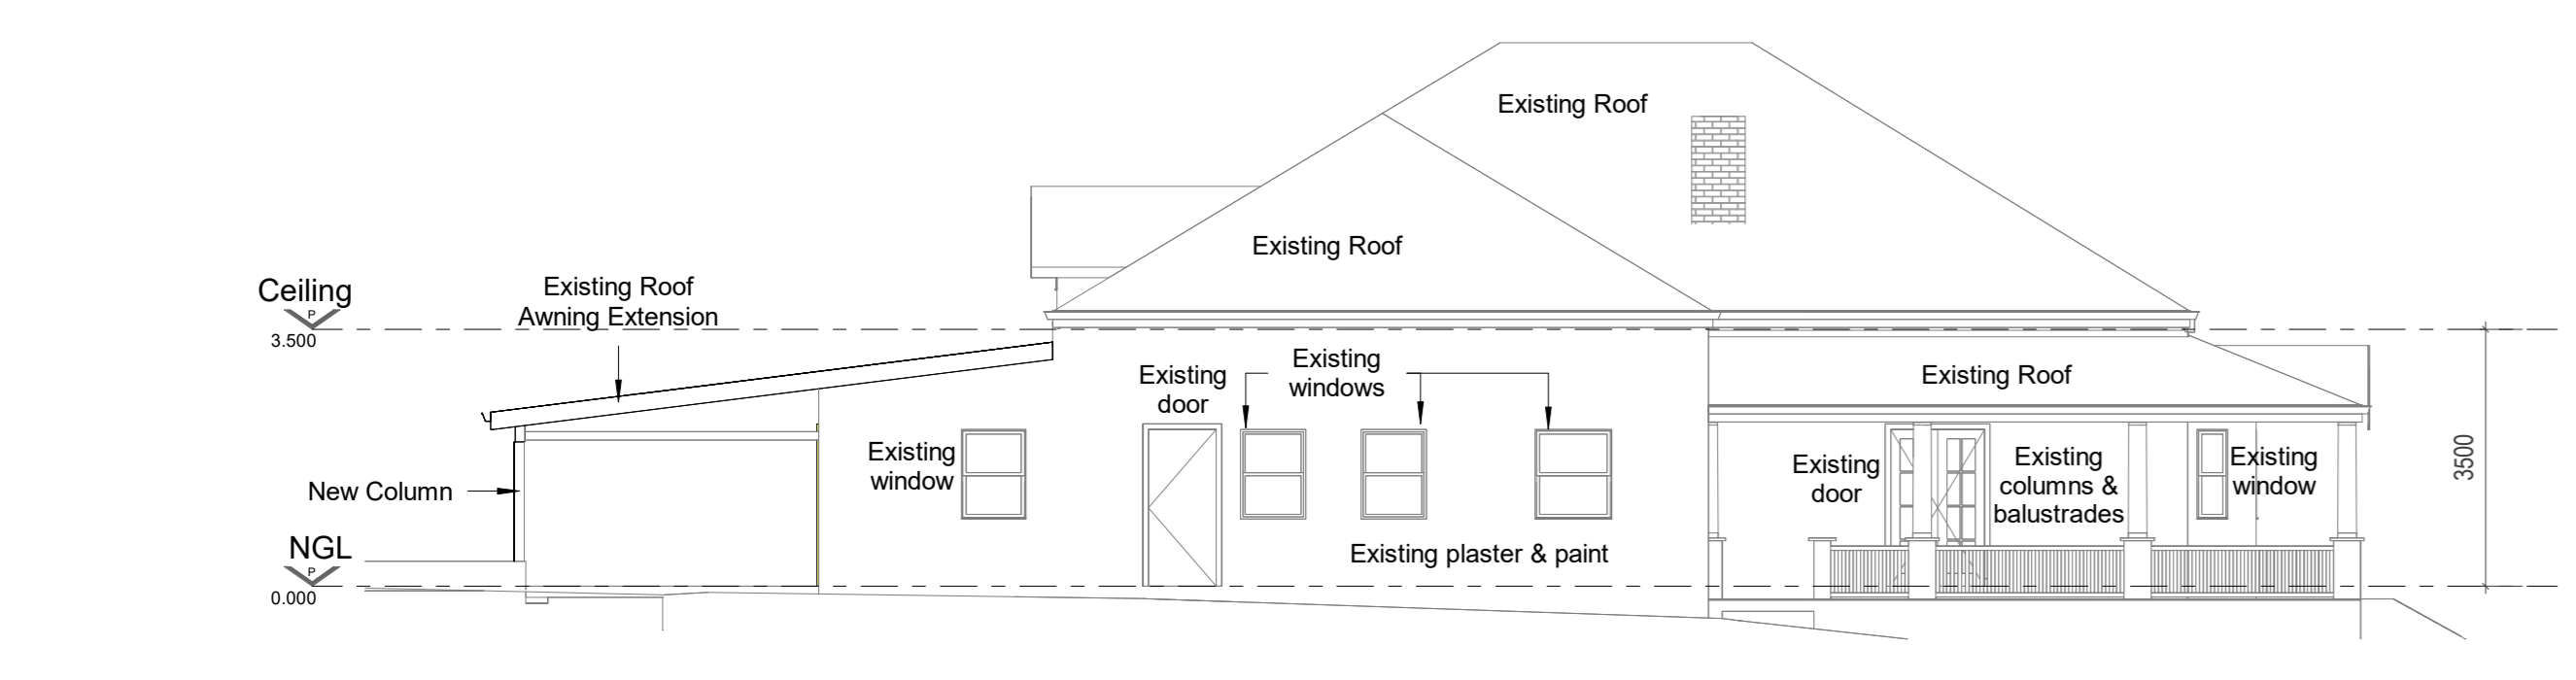 Existing Roof
Existing Roof
Ceiling
P
3.500
Existing Roof
Awning Extension
Existing
door
Existing
windows
Existing Roof
Existing
window
New Column
Existing
door
Existing
columns &
balustrades
Existing
window
3500
Existing plaster & paint
NGL
P
0.000